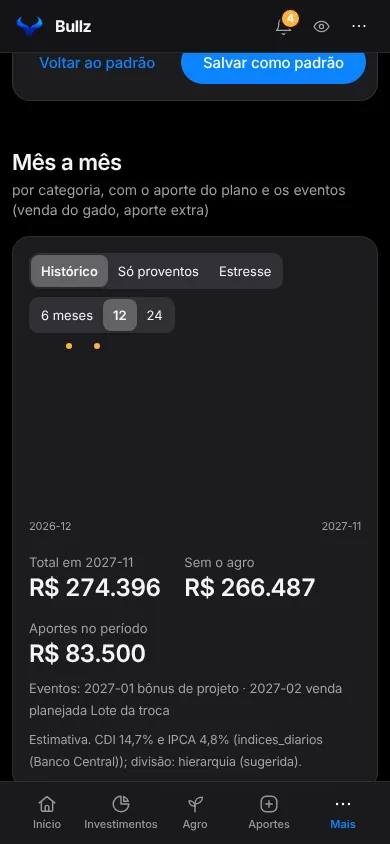 Bullz
4
Voltar ao padrão
Salvar como padrão
Mês a mês
por categoria, com o aporte do plano e os eventos
(venda do gado, aporte extra)
Histórico
Só proventos
Estresse
6 meses
12
24
2026-12
2027-11
Total em 2027-11
Sem o agro
R$ 274.396
R$ 266.487
Aportes no período
R$ 83.500
Eventos: 2027-01 bônus de projeto · 2027-02 venda
planejada Lote da troca
Estimativa. CDI 14,7% e IPCA 4,8% (indices_diarios
(Banco Central)); divisão: hierarquia (sugerida).
Início
Investimentos
Agro
Aportes
Mais